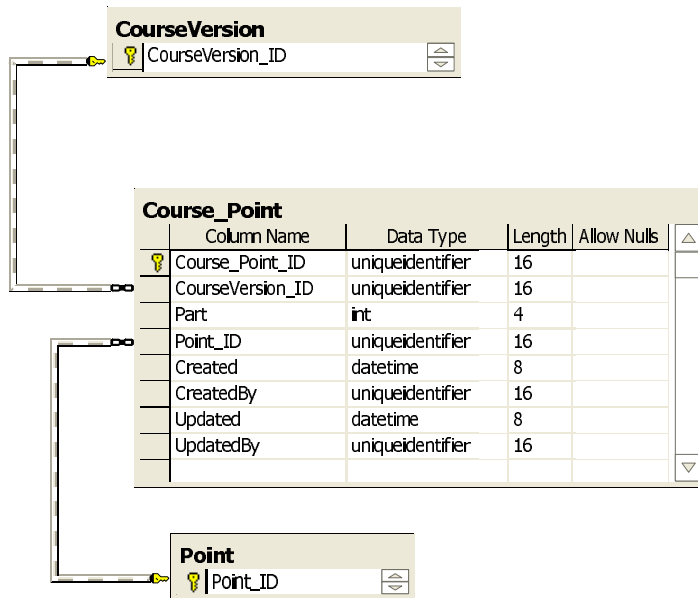 CourseVersion
CourseVersion_ID
Course_Point
Column Name Data Type Length Allow Nulls
Course_Point_ID uniqueidentifier 16
CourseVersion_ID uniqueidentifier 16
Part int 4
Point_ID uniqueidentifier 16
Created datetime 8
CreatedBy uniqueidentifier 16
Updated datetime 8
UpdatedBy uniqueidentifier 16
Point
Point_ID